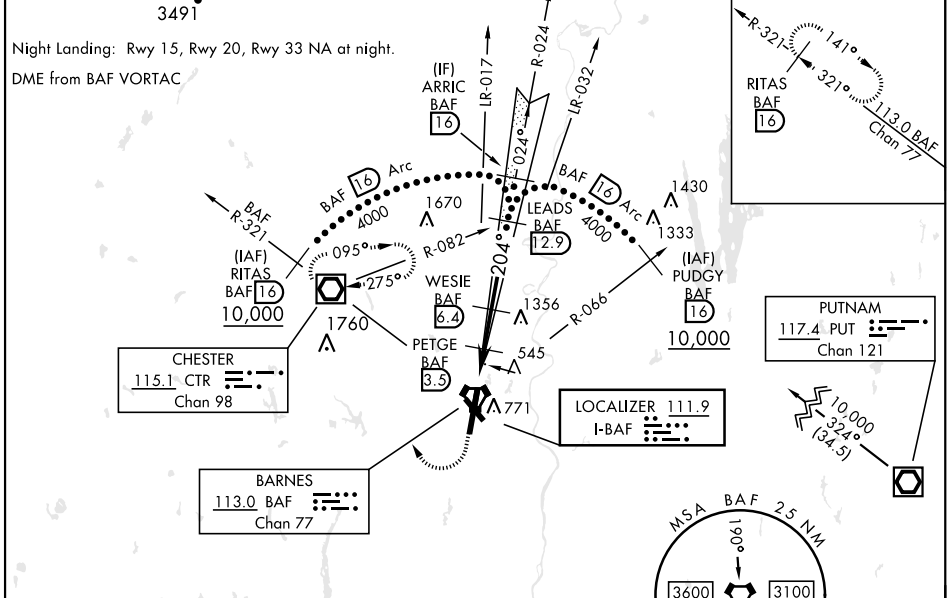 3491
Night Landing: Rwy 15, Rwy 20, Rwy 33 NA at night.
DME from BAF VORTAC
(IF)
ARRIC
BAF
16
LR-017
R-024
LR-032
024°
R-321
141°
321°
RITAS
BAF
16
113.0 BAF
Chan 77
BAF 16 Arc
4000
BAF 16 Arc
4000
1670
1430
1333
LEADS
BAF
12.9
BAF
R-321
095°
275°
R-082
204°
(IAF)
RITAS
BAF 16
10,000
WESIE
BAF
6.4
1356
R-066
(IAF)
PUDGY
BAF
16
10,000
1760
PETGE
BAF
3.5
545
771
CHESTER
115.1 CTR
Chan 98
PUTNAM
117.4 PUT
Chan 121
LOCALIZER 111.9
I-BAF
10,000
324°
(34.5)
BARNES
113.0 BAF
Chan 77
MSA BAF 25 NM
190°
3600
3100